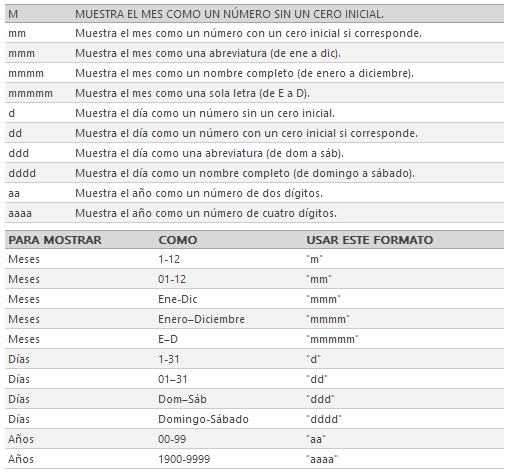 M MUESTRA EL MES COMO UN NÚMERO SIN UN CERO INICIAL.
mm Muestra el mes como un número con un cero inicial si corresponde.
mmm Muestra el mes como una abreviatura (de ene a dic).
mmmm Muestra el mes como un nombre completo (de enero a diciembre).
mmmmm Muestra el mes como una sola letra (de E a D).
d Muestra el día como un número sin un cero inicial.
dd Muestra el día como un número con un cero inicial si corresponde.
ddd Muestra el día como una abreviatura (de dom a sáb).
dddd Muestra el día como un nombre completo (de domingo a sábado).
aa Muestra el año como un número de dos dígitos.
aaaa Muestra el año como un número de cuatro dígitos.
PARA MOSTRAR COMO USAR ESTE FORMATO
Meses 1-12 "m"
Meses 01-12 "mm"
Meses Ene-Dic "mmm"
Meses Enero–Diciembre "mmmm"
Meses E–D "mmmmm"
Días 1-31 "d"
Días 01–31 "dd"
Días Dom–Sáb "ddd"
Días Domingo-Sábado "dddd"
Años 00-99 "aa"
Años 1900-9999 "aaaa"